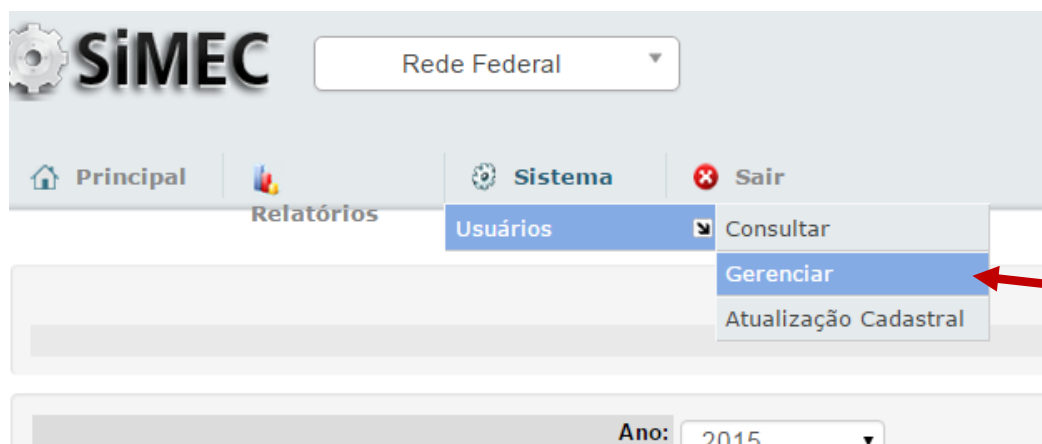 SiMEC
Rede Federal
Principal
Relatórios
Sistema
Sair
Usuários
Consultar
Gerenciar
Atualização Cadastral
Ano:
2015